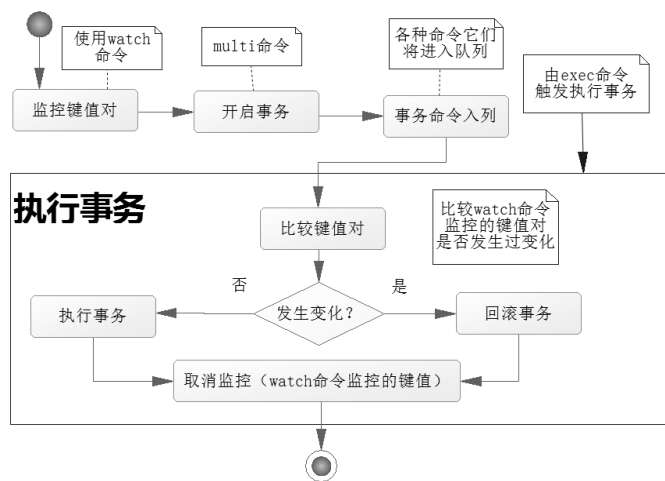 使用watch
命令
multi命令
各种命令它们
将进入队列
由exec命令
触发执行事务
监控键值对
开启事务
事务命令入列
执行事务
比较键值对
比较watch命令
监控的键值对
是否发生过变化
否
发生变化？
是
执行事务
回滚事务
取消监控（watch命令监控的键值）